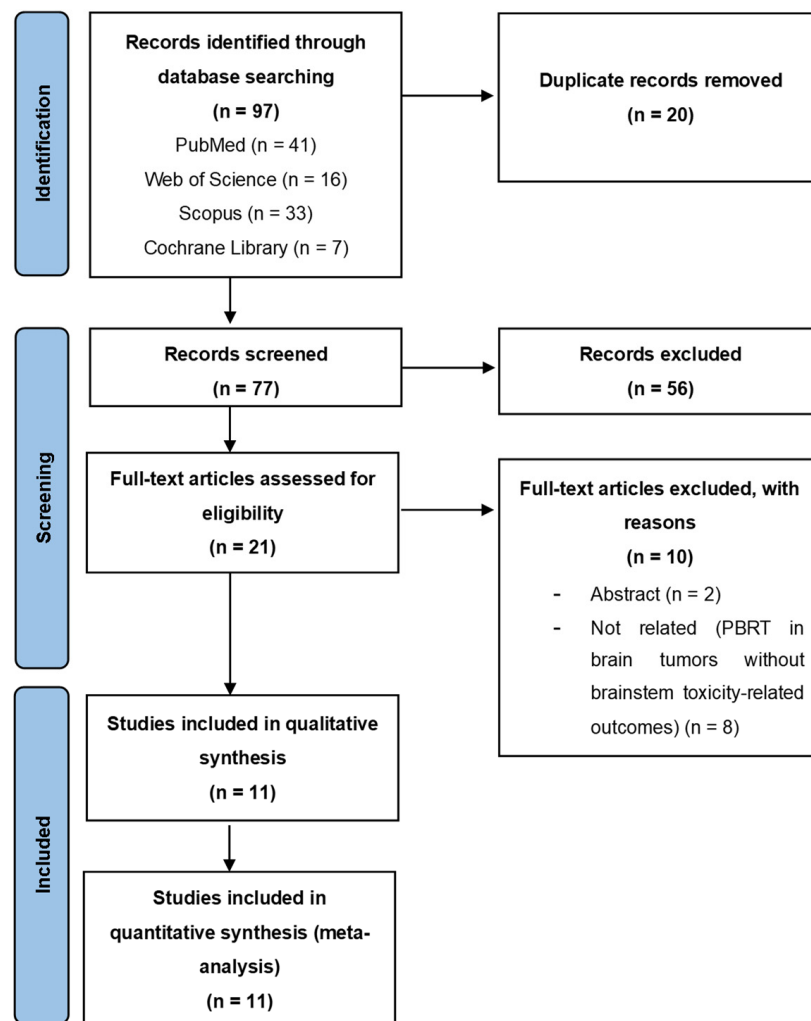 Identification
Records identified through
database searching
(n = 97)
PubMed (n = 41)
Web of Science (n = 16)
Scopus (n = 33)
Cochrane Library (n = 7)
Duplicate records removed
(n = 20)
Screening
Records screened
(n = 77)
Records excluded
(n = 56)
Full-text articles assessed for
eligibility
(n = 21)
Full-text articles excluded, with
reasons
(n = 10)
- Abstract (n = 2)
- Not related (PBRT in
brain tumors without
brainstem toxicity-related
outcomes) (n = 8)
Included
Studies included in qualitative
synthesis
(n = 11)
Studies included in
quantitative synthesis (meta-
analysis)
(n = 11)